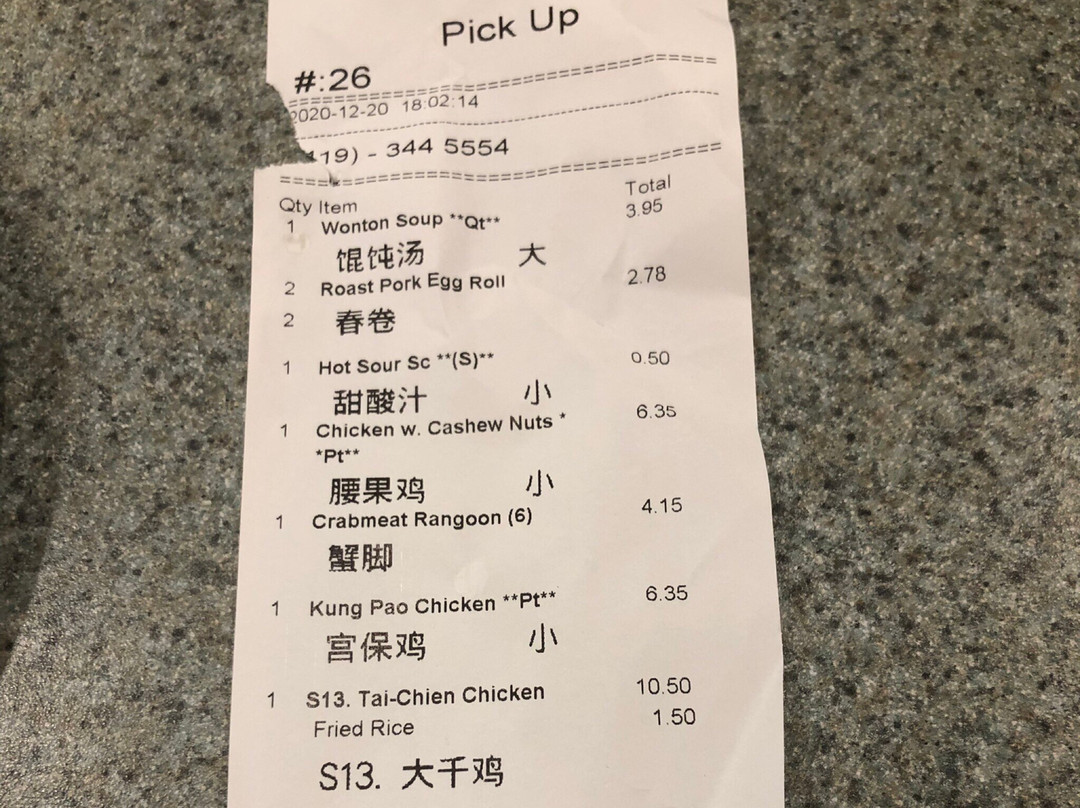 Pick Up
#:26
2020-12-20 18:02:14
19) - 344 5554
Qty Item Total
1 Wonton Soup **Qt** 3.95
馄饨汤 大
2 Roast Pork Egg Roll 2.78
2 春卷
1 Hot Sour Sc **(S)** 0.50
甜酸汁 小
1 Chicken w. Cashew Nuts * 6.35
*Pt**
腰果鸡 小
1 Crabmeat Rangoon (6) 4.15
蟹脚
1 Kung Pao Chicken **Pt** 6.35
宫保鸡 小
1 S13. Tai-Chien Chicken 10.50
Fried Rice 1.50
S13. 大千鸡